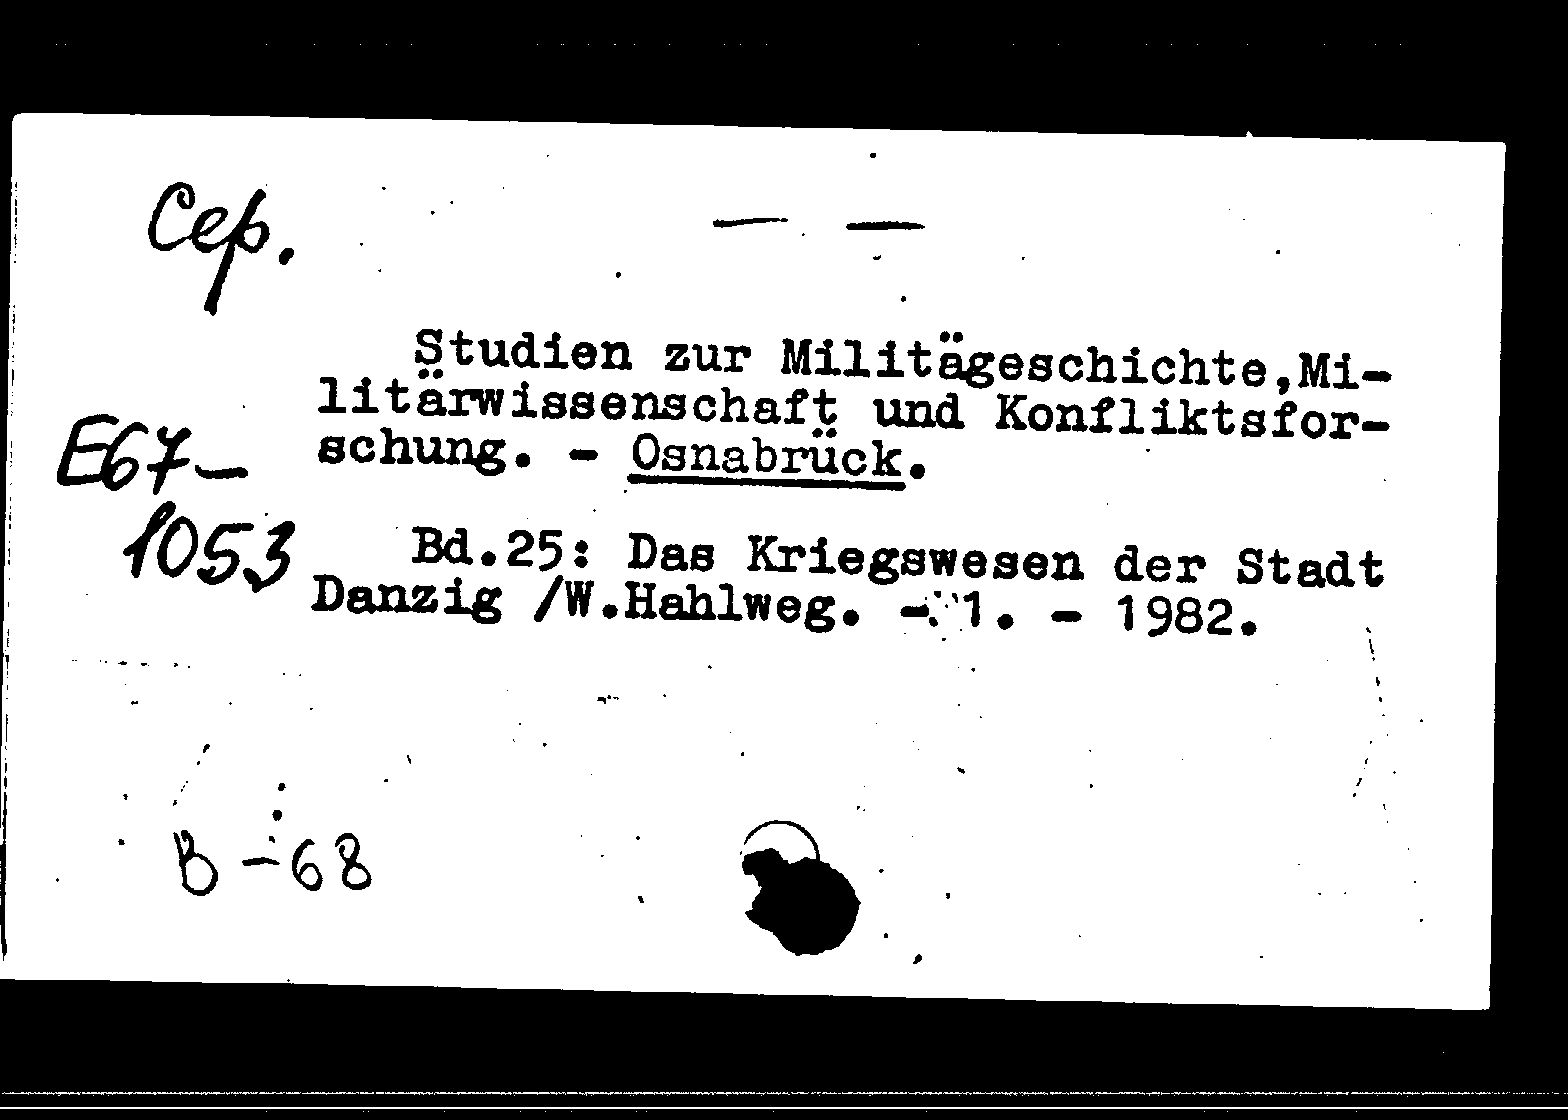 Сер.
— —
Studien zur Militägeschichte,Mi-
litärwissenschaft und Konfliktsfor-
schung. - Osnabrück.
E67-
1053
Bd.25: Das Kriegswesen der Stadt
Danzig /W.Hahlweg. - 1. - 1982.
В-68